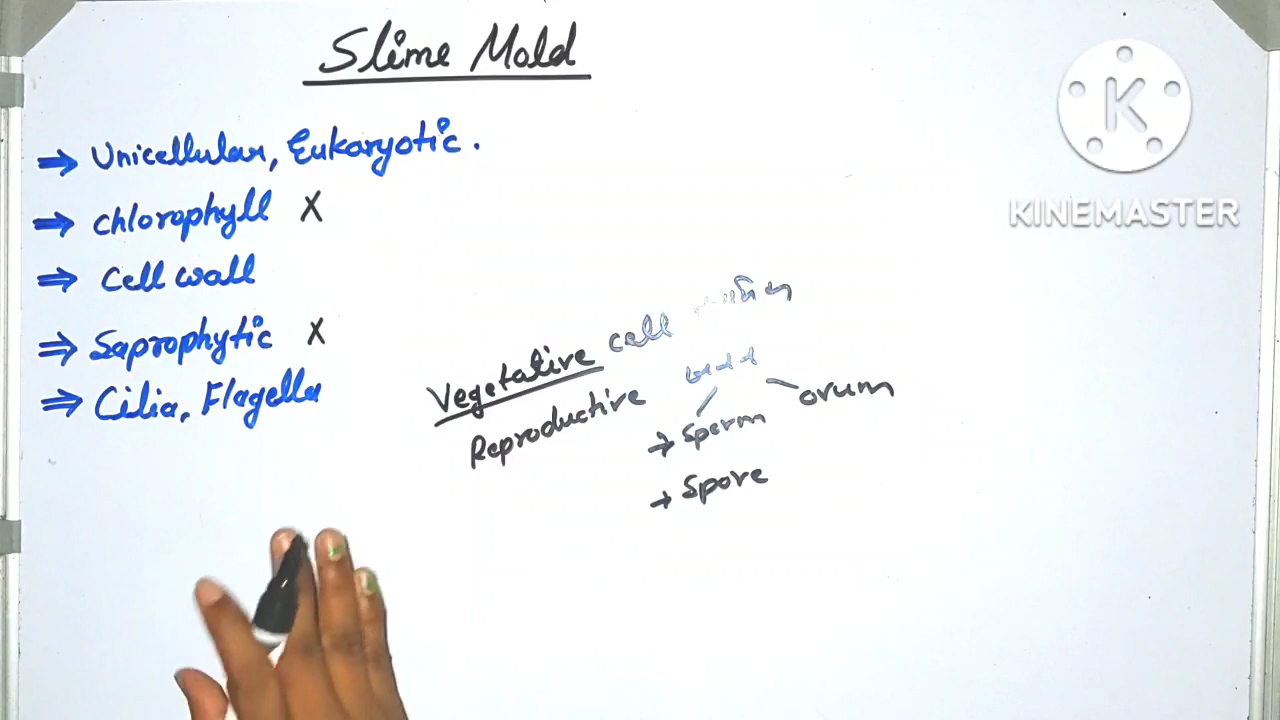 Slime Mold
⇒ Unicellular, Eukaryotic.
⇒ Chlorophyll X
⇒ Cell wall
⇒ Saprophytic X
⇒ Cilia, Flagella
Vegetative cell
Reproductive
→ Sperm
ovum
→ Spore
K
KINEMASTER